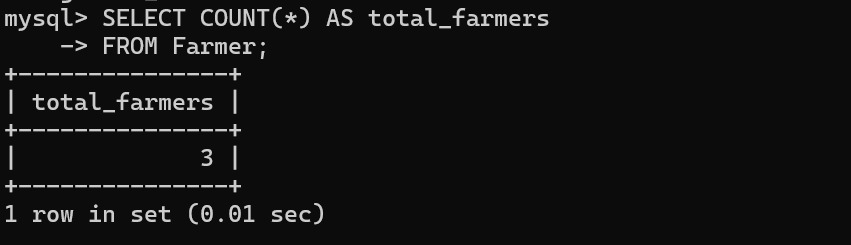 mysql> SELECT COUNT(*) AS total_farmers
    -> FROM Farmer;
+---------------+
| total_farmers |
+---------------+
|             3 |
+---------------+
1 row in set (0.01 sec)